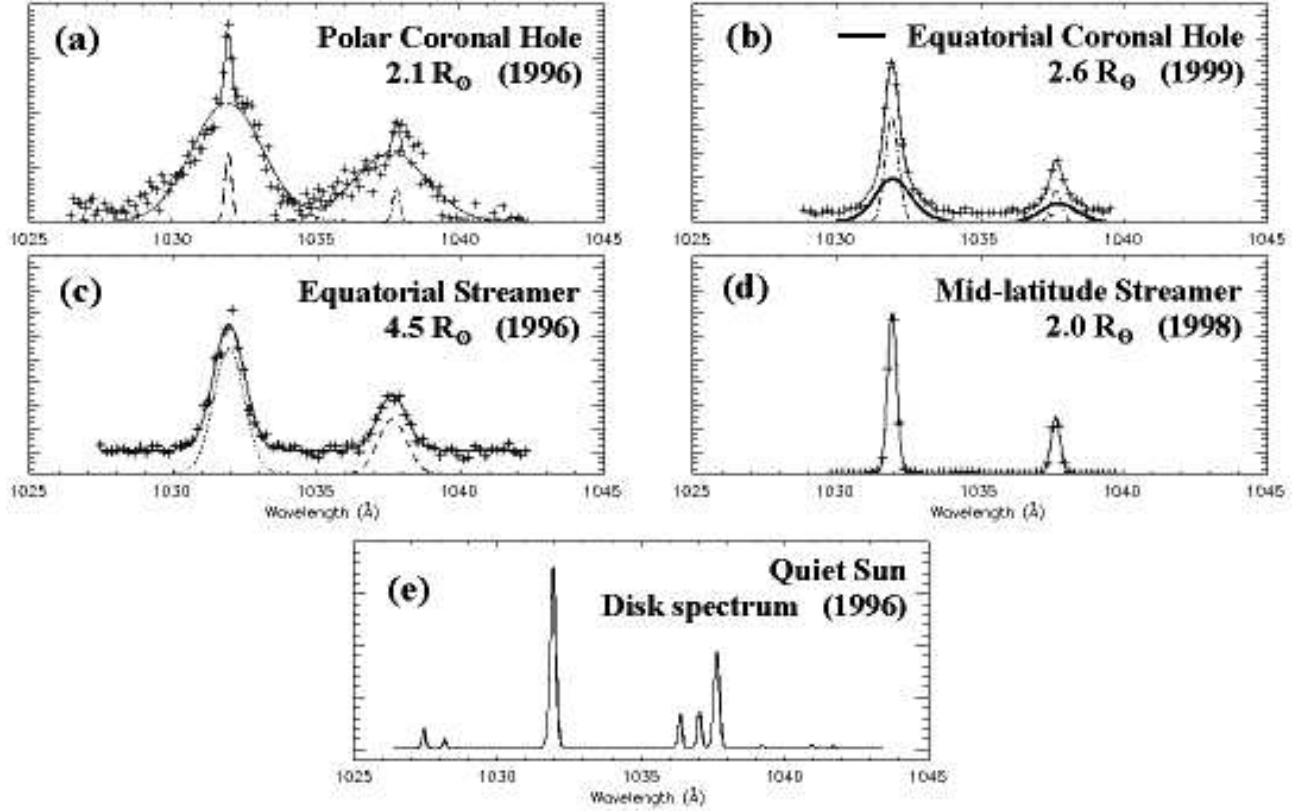 (a) Polar Coronal Hole
2.1 R⊙ (1996)
1025 1030 1035 1040 1045
(b) Equatorial Coronal Hole
2.6 R⊙ (1999)
1025 1030 1035 1040 1045
(c) Equatorial Streamer
4.5 R⊙ (1996)
1025 1030 1035 1040 1045
Wavelength (Å)
(d) Mid-latitude Streamer
2.0 R⊙ (1998)
1025 1030 1035 1040 1045
Wavelength (Å)
(e) Quiet Sun
Disk spectrum (1996)
1025 1030 1035 1040 1045
Wavelength (Å)